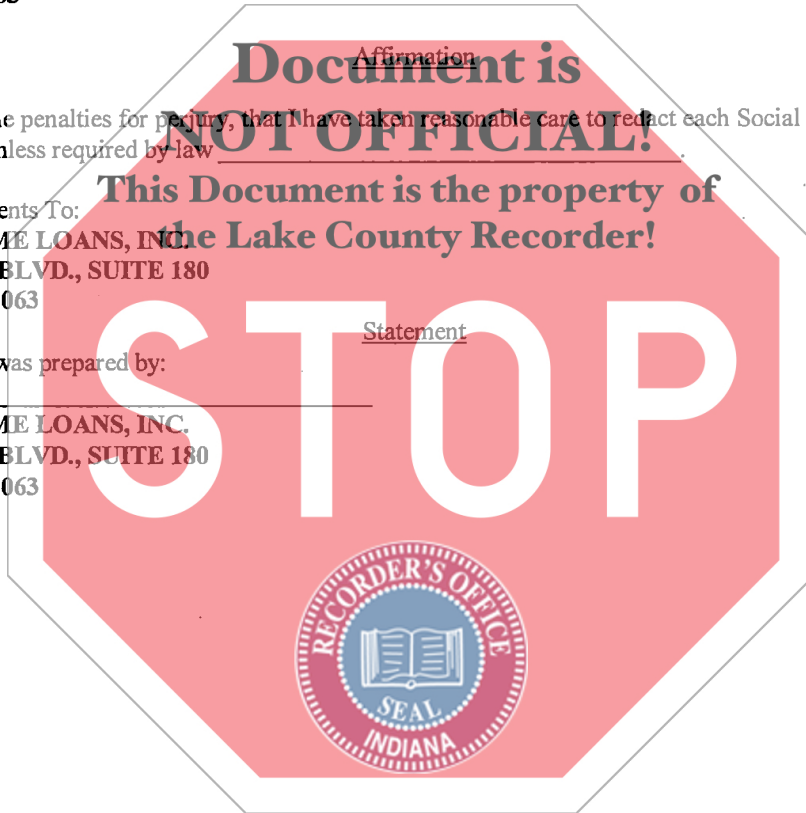 Affirmation
Document is
e penalties for perjury, that I have taken reasonable care to redact each Social
NOT OFFICIAL!
nless required by law
This Document is the property of
ents To:
ME LOANS, INC.
the Lake County Recorder!
BLVD., SUITE 180
063
STOP
Statement
was prepared by:
ME LOANS, INC.
BLVD., SUITE 180
063
RECORDER'S OFFICE
SEAL
INDIANA